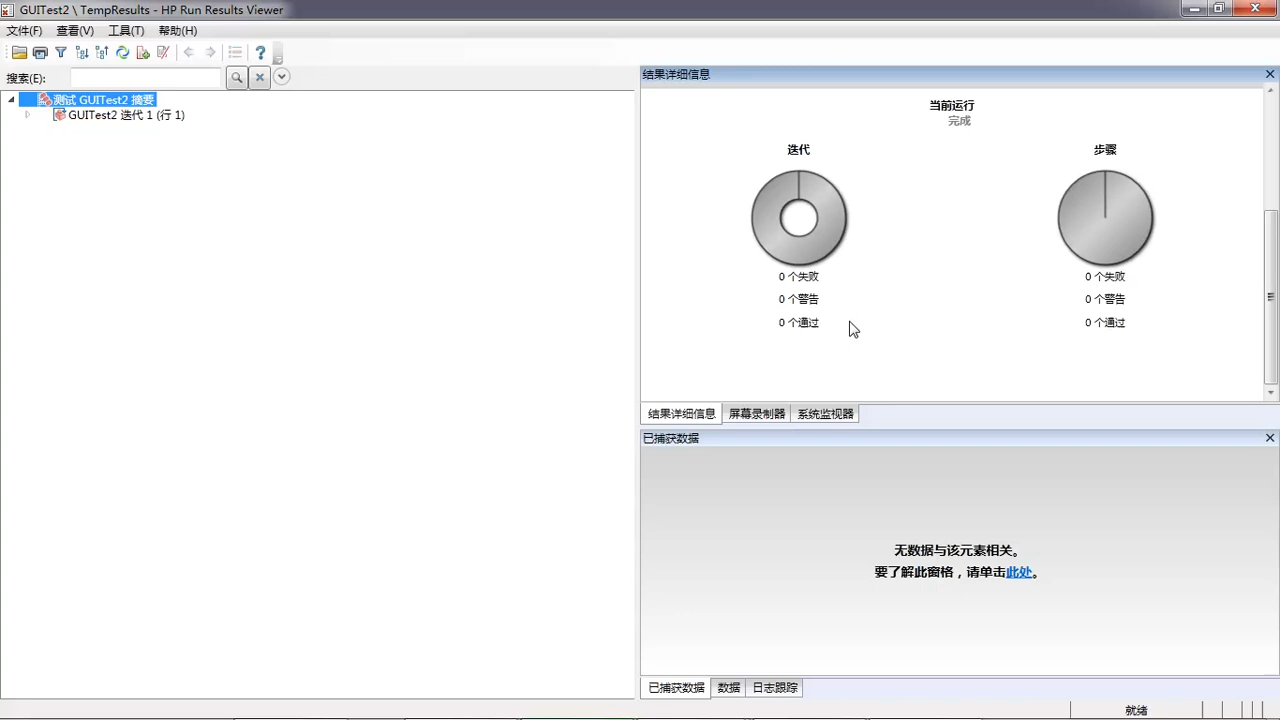 GUITest2 \ TempResults - HP Run Results Viewer
文件(F) 查看(V) 工具(T) 帮助(H)
搜索(E):
测试 GUITest2 摘要
GUITest2 迭代 1 (行 1)
结果详细信息
当前运行
完成
迭代 步骤
0 个失败 0 个失败
0 个警告 0 个警告
0 个通过 0 个通过
结果详细信息 屏幕录制器 系统监视器
已捕获数据
无数据与该元素相关。
要了解此窗格，请单击此处。
已捕获数据 数据 日志跟踪
就绪